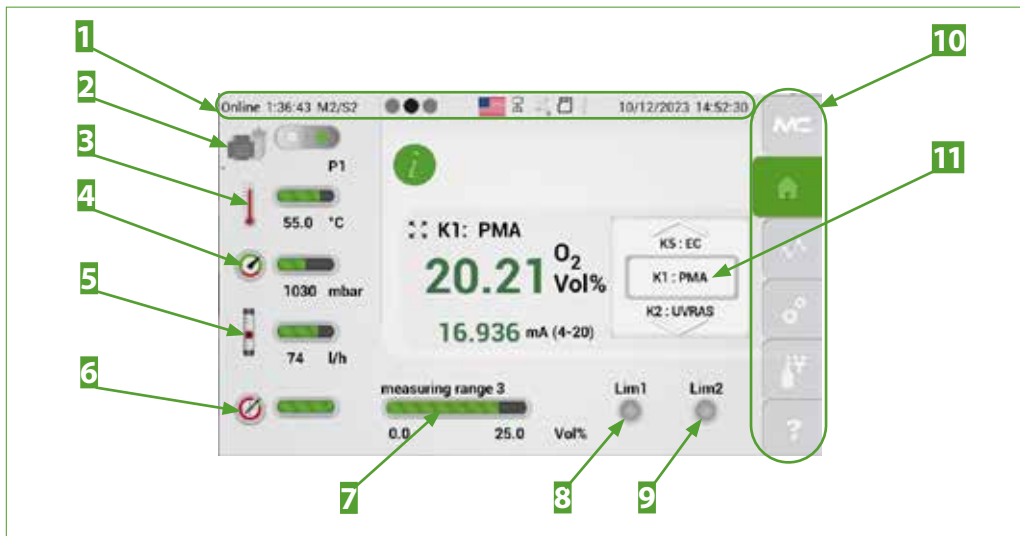 1
10
2
3
4
5
6
7
8
9
11
Online 1:36:43 M2/S2 10/12/2023 14:52:30
P1
55.0 °C
1030 mbar
74 l/h
MC
i
K1: PMA
20.21 O2 Vol%
16.936 mA (4-20)
K5 : EC
K1 : PMA
K2 : UVRAS
measuring range 3
0.0 25.0 Vol%
Lim1 Lim2
?